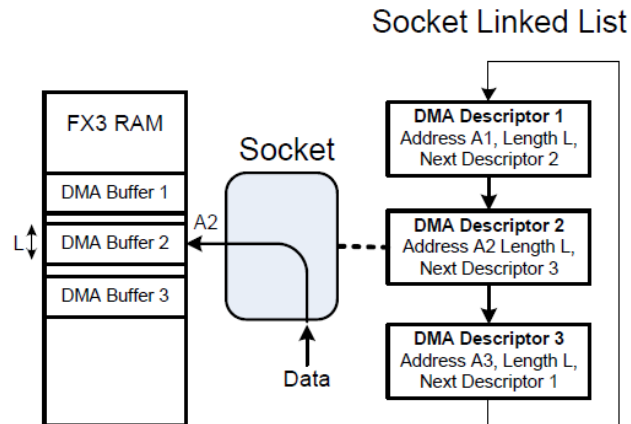 Socket Linked List
FX3 RAM
DMA Buffer 1
L
DMA Buffer 2
DMA Buffer 3
Socket
A2
Data
DMA Descriptor 1
Address A1, Length L,
Next Descriptor 2
DMA Descriptor 2
Address A2 Length L,
Next Descriptor 3
DMA Descriptor 3
Address A3, Length L,
Next Descriptor 1